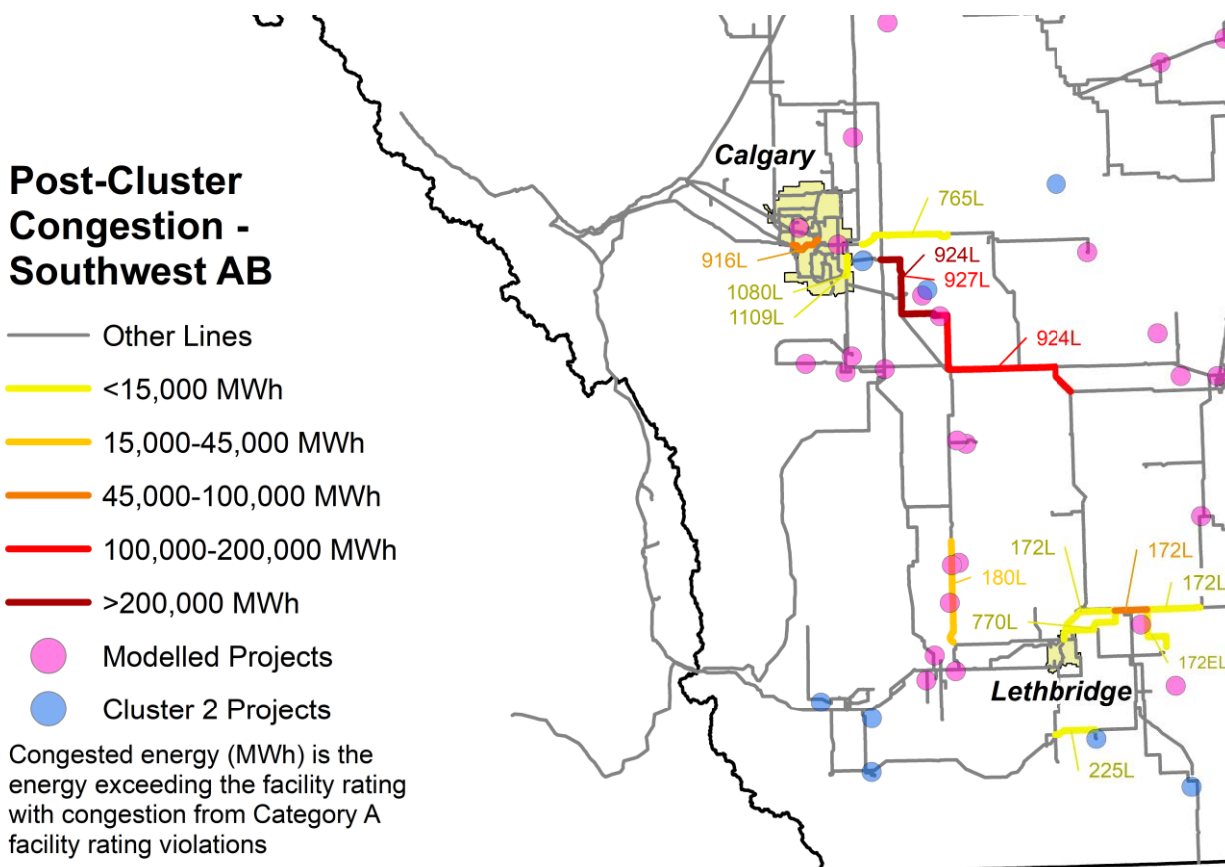 Post-Cluster
Congestion -
Southwest AB
Other Lines
<15,000 MWh
15,000-45,000 MWh
45,000-100,000 MWh
100,000-200,000 MWh
>200,000 MWh
Modelled Projects
Cluster 2 Projects
Congested energy (MWh) is the
energy exceeding the facility rating
with congestion from Category A
facility rating violations
Calgary
765L
916L
924L
927L
1080L
1109L
924L
172L
172L
172L
180L
770L
172EL
Lethbridge
225L